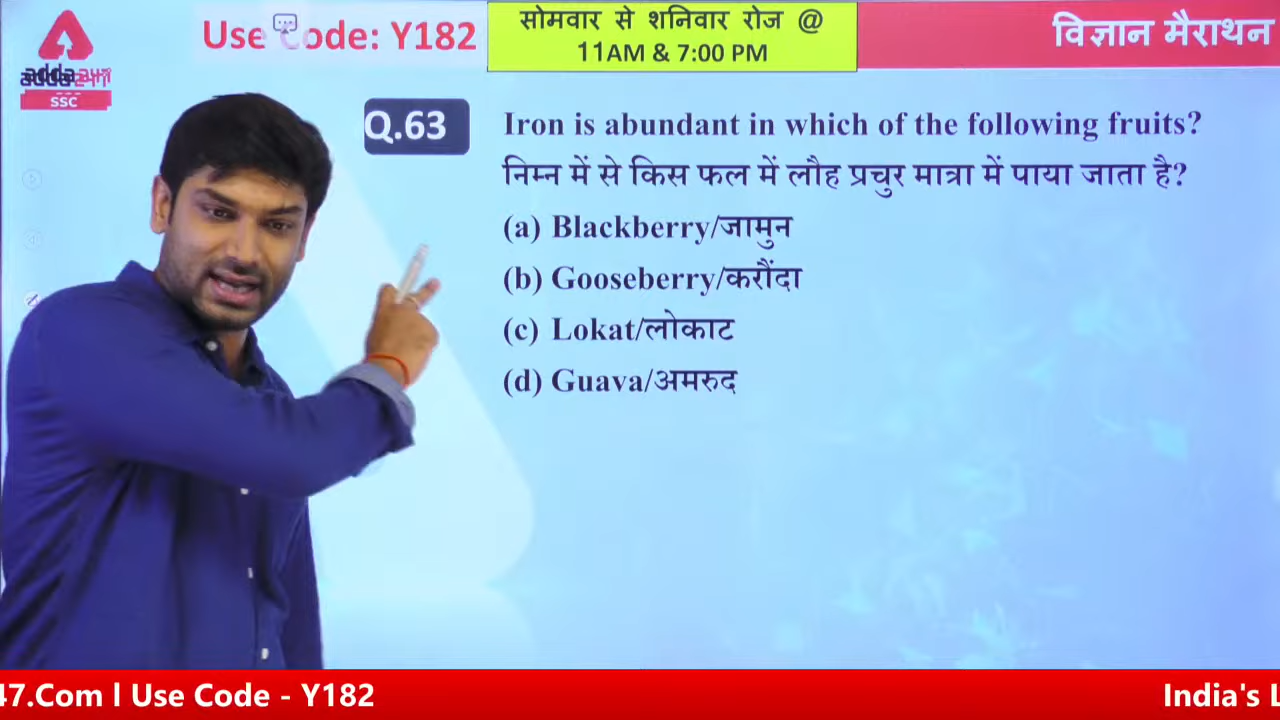 Use Code: Y182
सोमवार से शनिवार रोज @
11AM & 7:00 PM
विज्ञान मैराथन
SSC
Q.63
Iron is abundant in which of the following fruits?
निम्न में से किस फल में लौह प्रचुर मात्रा में पाया जाता है?
(a) Blackberry/जामुन
(b) Gooseberry/करौंदा
(c) Lokat/लोकाट
(d) Guava/अमरुद
47.Com l Use Code - Y182
India's L